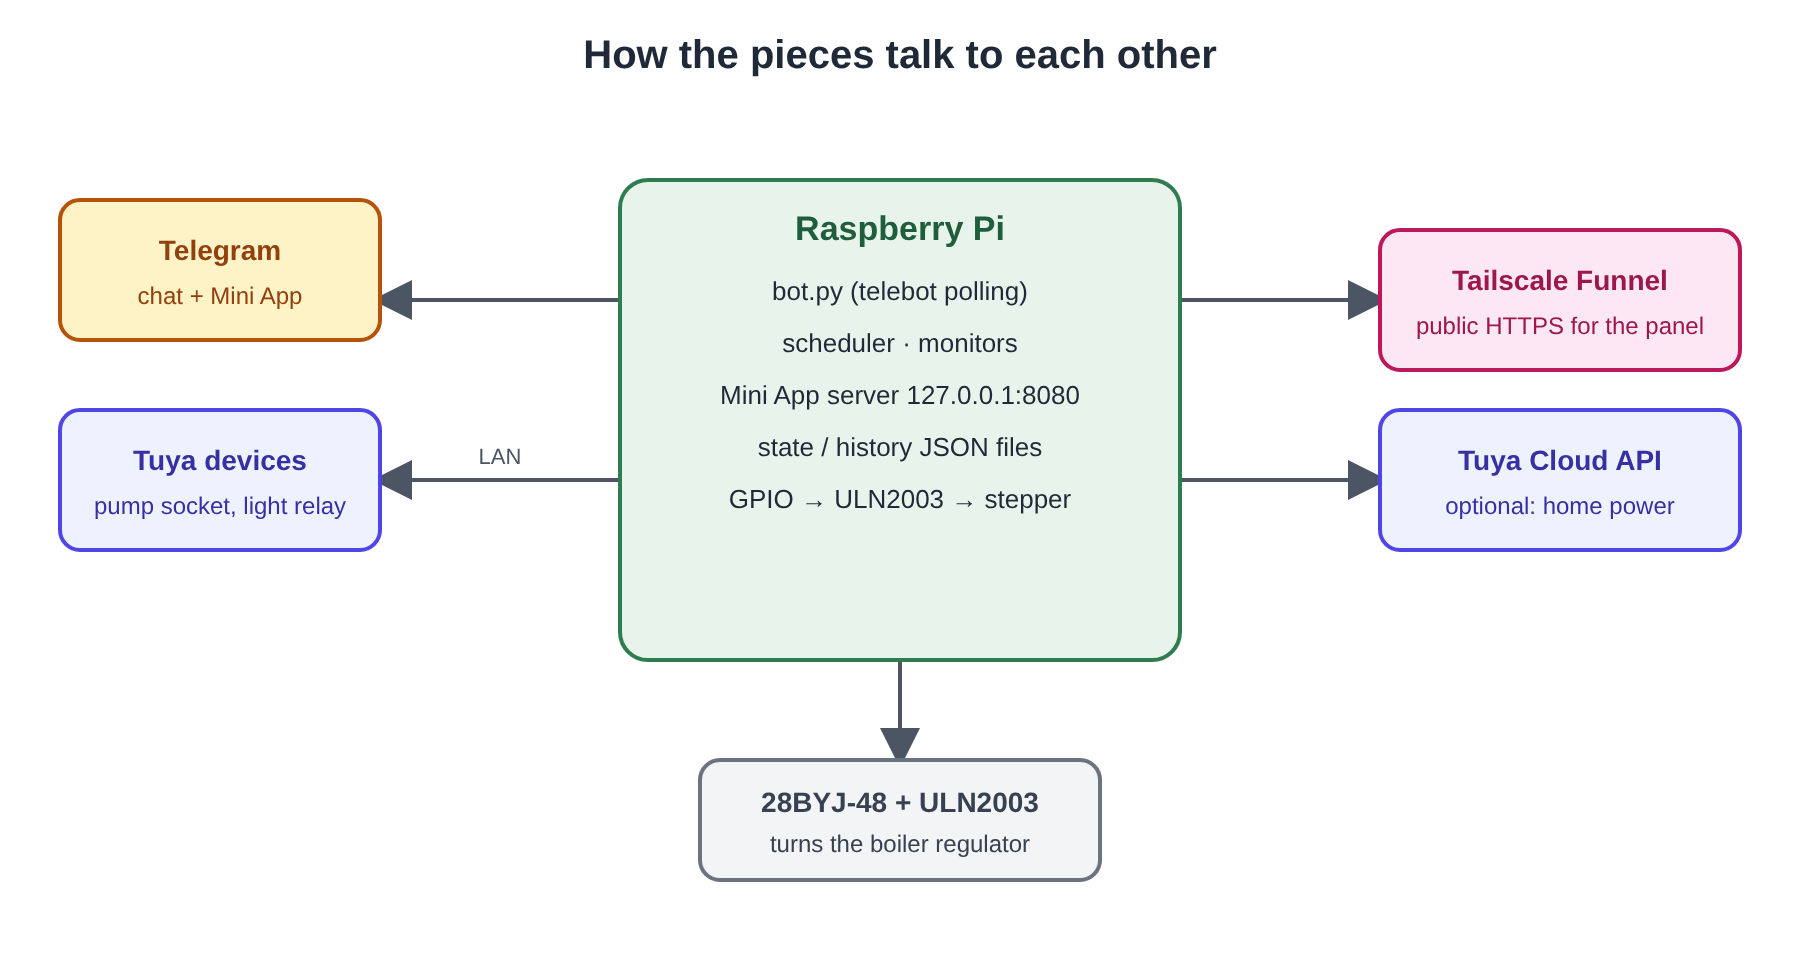 How the pieces talk to each other
Telegram
chat + Mini App
Tuya devices
pump socket, light relay
LAN
Raspberry Pi
bot.py (telebot polling)
scheduler · monitors
Mini App server 127.0.0.1:8080
state / history JSON files
GPIO → ULN2003 → stepper
Tailscale Funnel
public HTTPS for the panel
Tuya Cloud API
optional: home power
28BYJ-48 + ULN2003
turns the boiler regulator